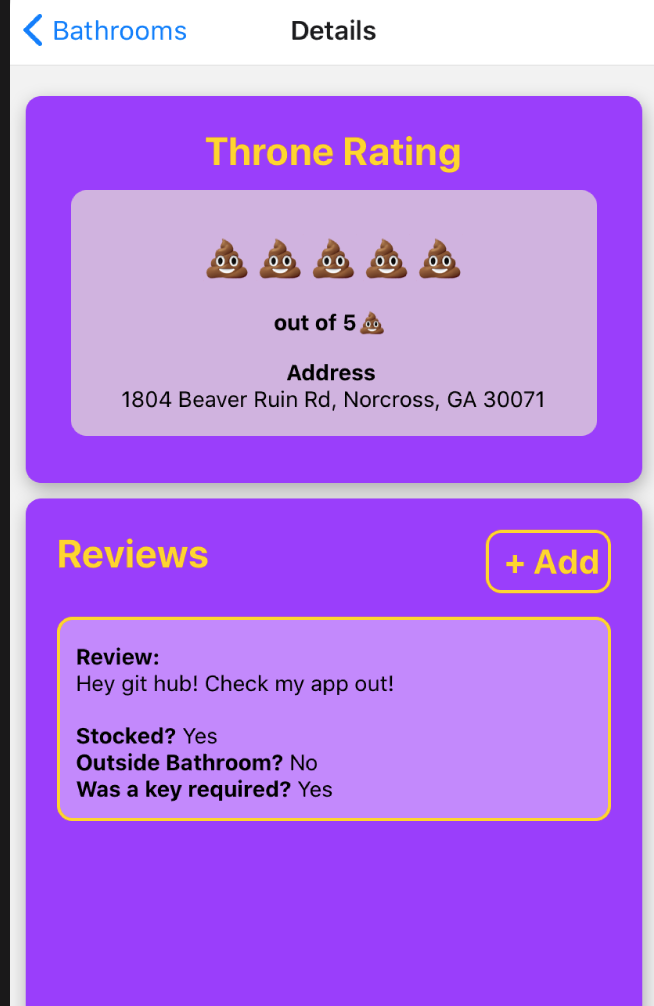 Bathrooms
Details
Throne Rating
💩 💩 💩 💩 💩
out of 5💩
Address
1804 Beaver Ruin Rd, Norcross, GA 30071
Reviews
+ Add
Review:
Hey git hub! Check my app out!
Stocked? Yes
Outside Bathroom? No
Was a key required? Yes